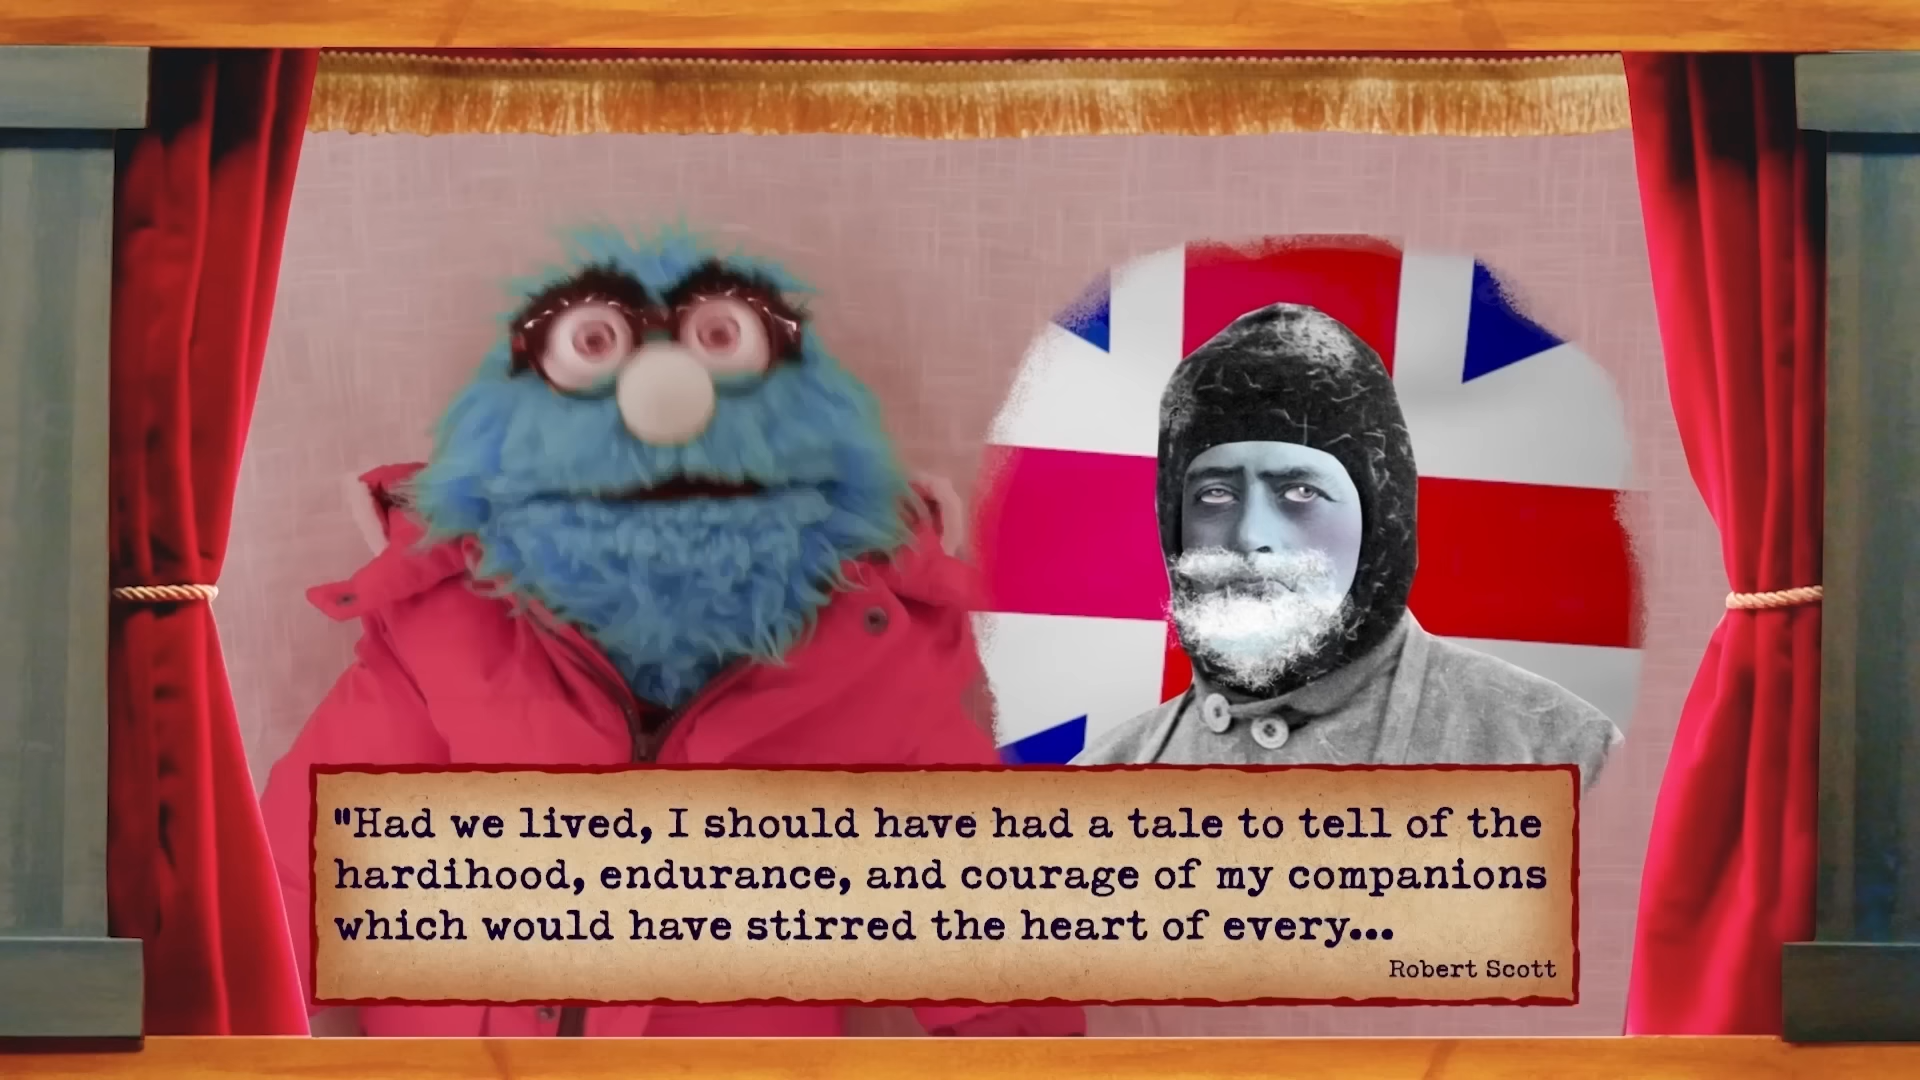 "Had we lived, I should have had a tale to tell of the
hardihood, endurance, and courage of my companions
which would have stirred the heart of every...
Robert Scott